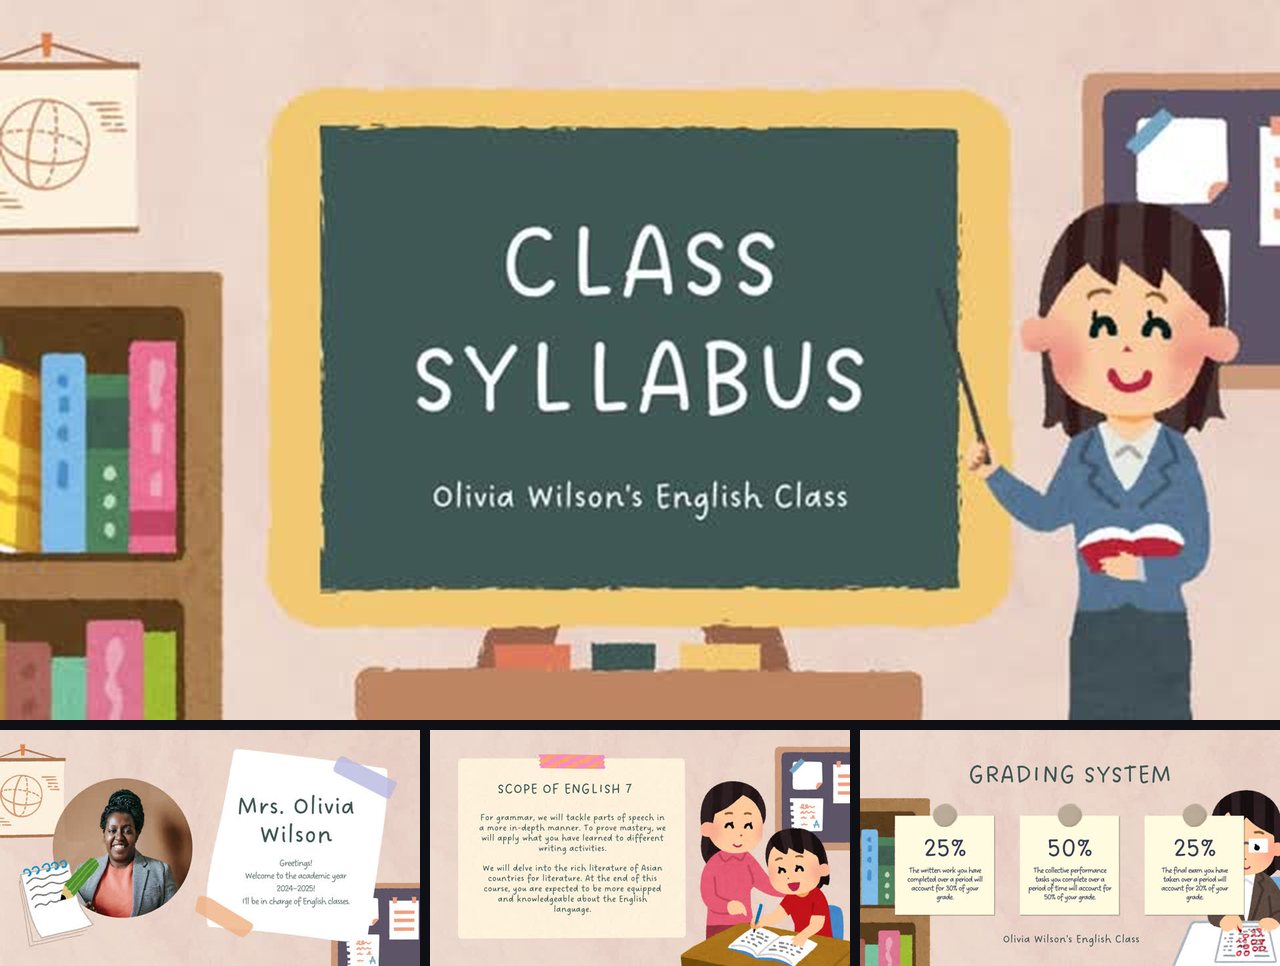 CLASS
SYLLABUS
Olivia Wilson's English Class
Mrs. Olivia
Wilson
Greetings!
Welcome to the academic year
2024-2025!
I'll be in charge of English classes.
SCOPE OF ENGLISH 7
For grammar, we will tackle parts of speech in
a more in-depth manner. To prove mastery, we
will apply what you have learned to different
writing activities.
We will delve into the rich literature of Asian
countries for literature. At the end of this
course, you are expected to be more equipped
and knowledgeable about the English
language.
GRADING SYSTEM
25%
The written work you have
completed over a period will
account for 30% of your
grade.
50%
The collective performance
tasks you complete over a
period of time will account for
50% of your grade.
25%
The final exam you have
taken over a period will
account for 20% of your
grade.
Olivia Wilson's English Class